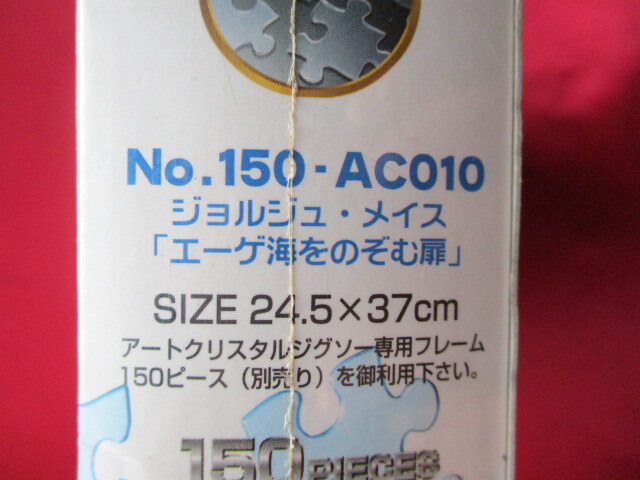 No.150-AC010
ジョルジュ・メイス
「エーゲ海をのぞむ扉」
SIZE 24.5×37cm
アートクリスタルジグソー専用フレーム
150ピース（別売り）を御利用下さい。
150PIECES